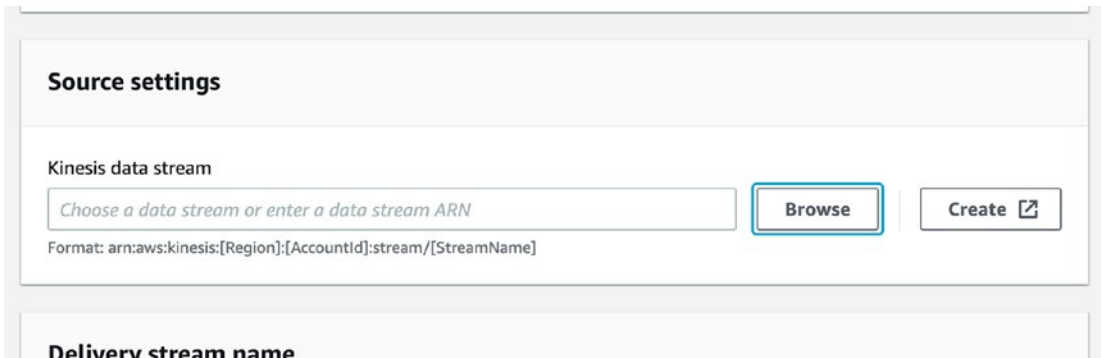 Source settings
Kinesis data stream
Choose a data stream or enter a data stream ARN
Browse
Create
Format: arn:aws:kinesis:[Region]:[AccountId]:stream/[StreamName]
Delivery stream name